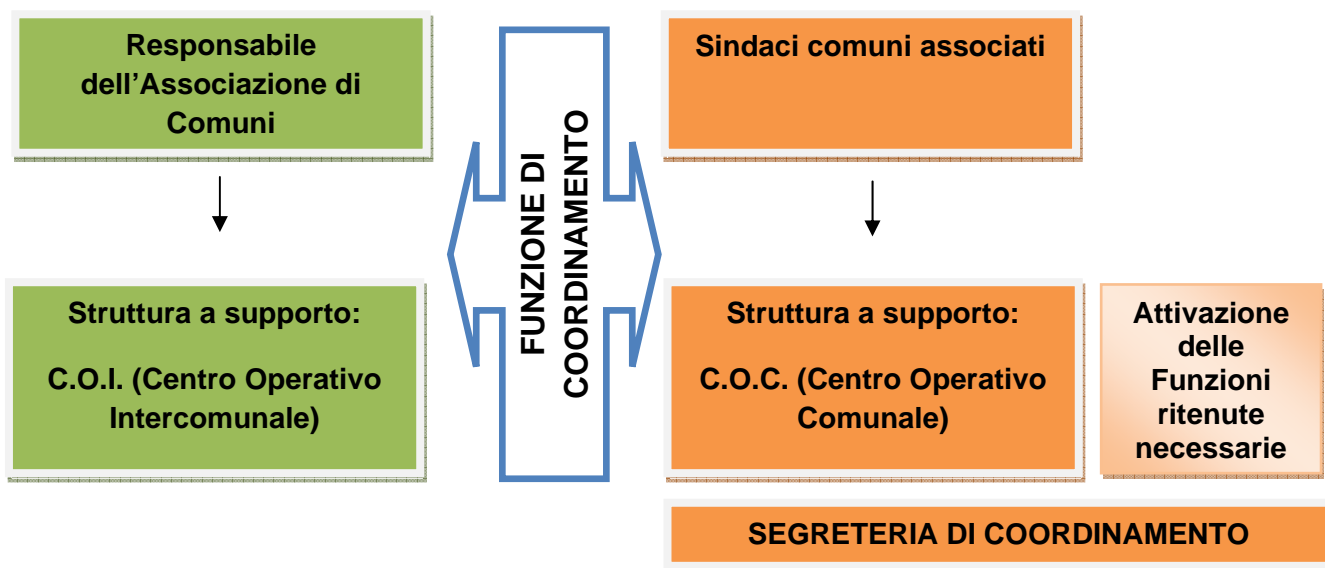 Responsabile
dell'Associazione di
Comuni
FUNZIONE DI
COORDINAMENTO
Sindaci comuni associati
Struttura a supporto:
C.O.I. (Centro Operativo
Intercomunale)
Struttura a supporto:
C.O.C. (Centro Operativo
Comunale)
Attivazione
delle
Funzioni
ritenute
necessarie
SEGRETERIA DI COORDINAMENTO